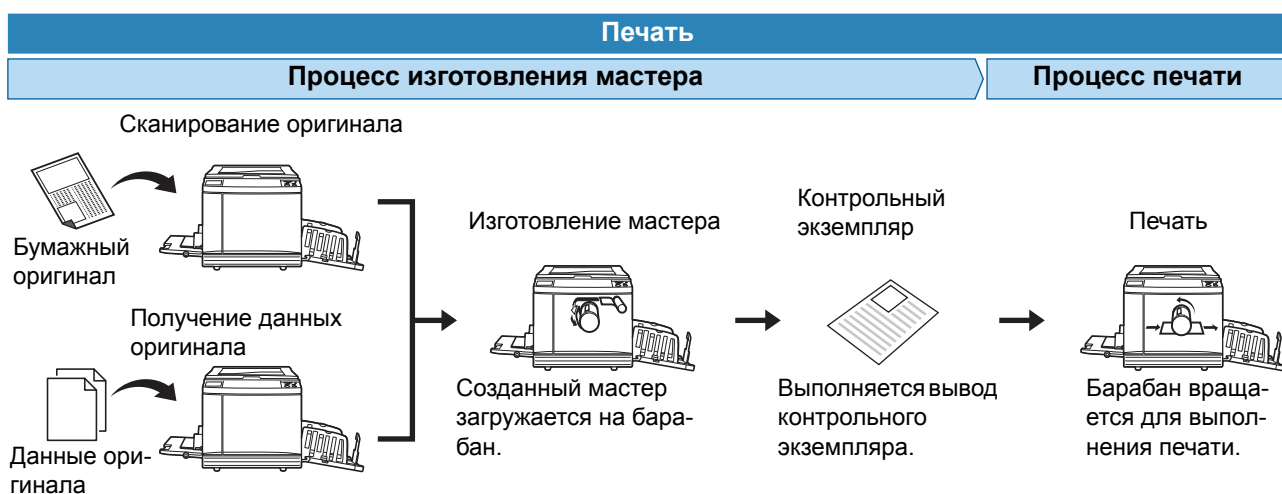 Печать
Процесс изготовления мастера
Процесс печати
Сканирование оригинала
Бумажный
оригинал
Получение данных
оригинала
Данные ори-
гинала
Изготовление мастера
Созданный мастер
загружается на бара-
бан.
Контрольный
экземпляр
Выполняется вывод
контрольного
экземпляра.
Печать
Барабан враща-
ется для выпол-
нения печати.